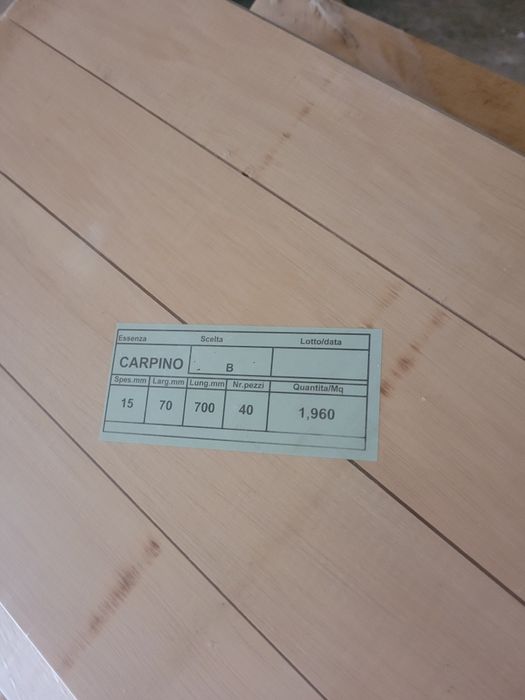 Essenza Scelta Lotto/data
CARPINO B
Spes.mm Larg.mm Lung.mm Nr.pezzi Quantita/Mq
15 70 700 40 1,960